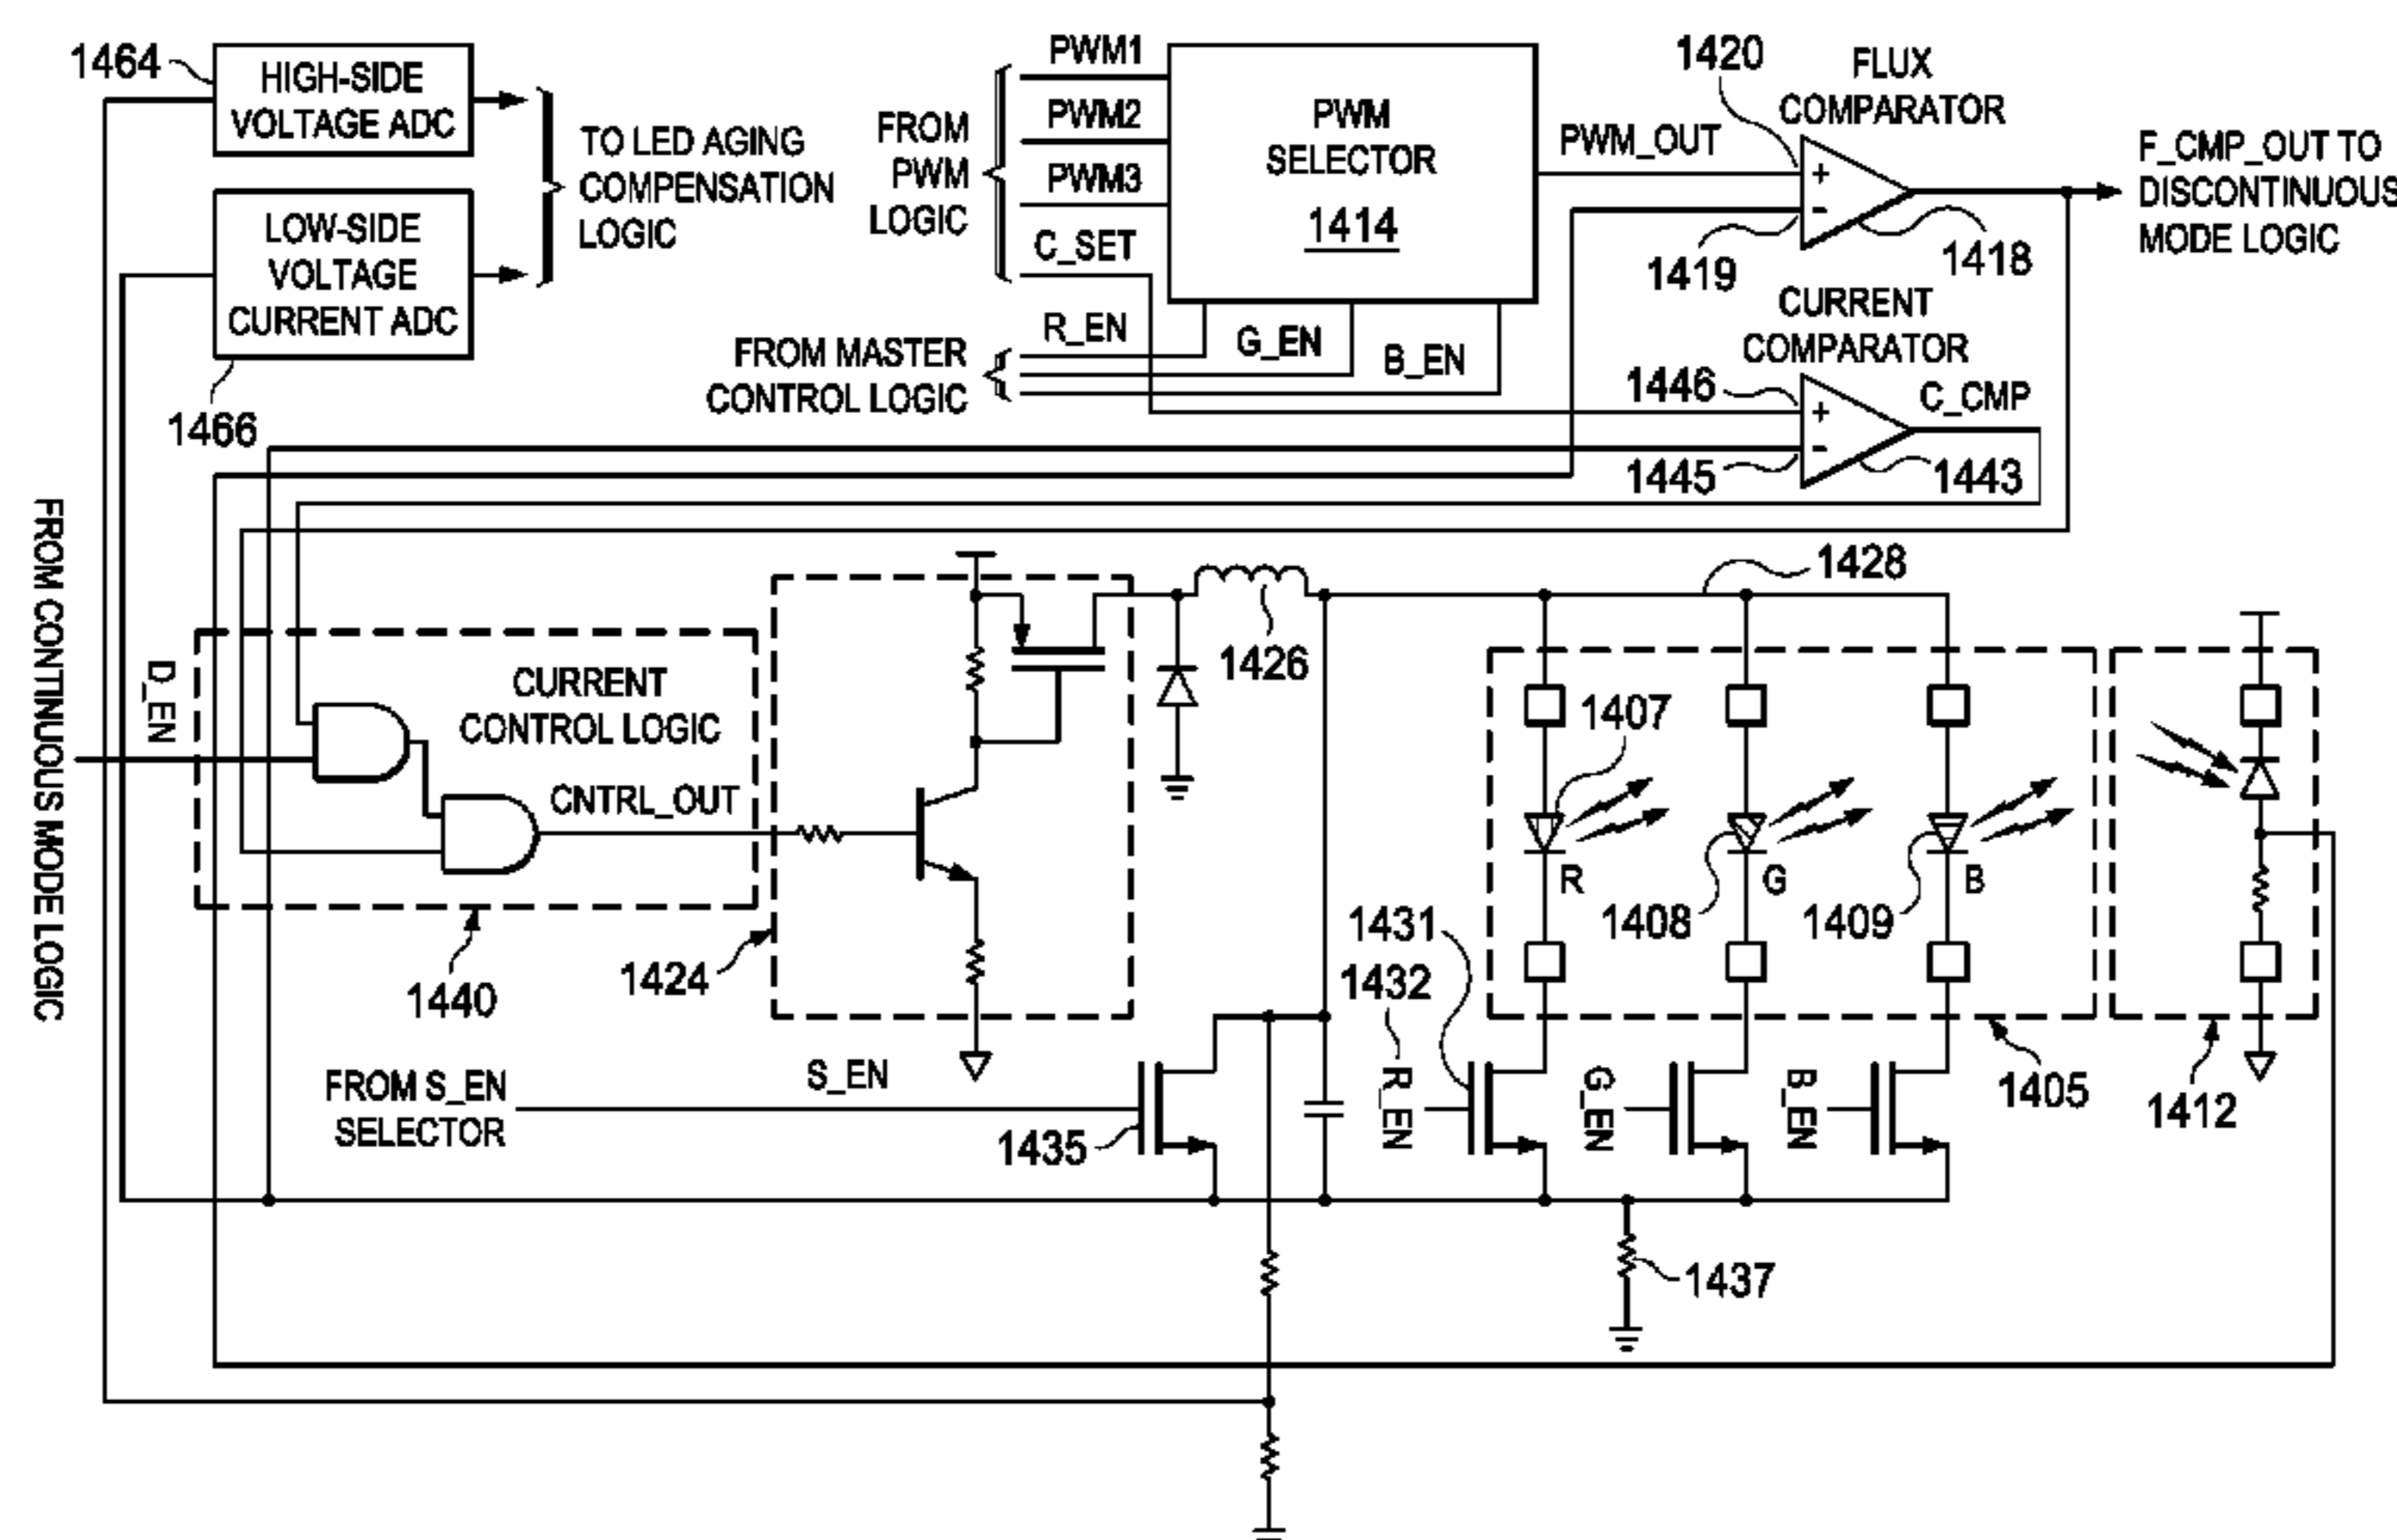 1464
HIGH-SIDE
VOLTAGE ADC
LOW-SIDE
VOLTAGE
CURRENT ADC
1466
TO LED AGING
COMPENSATION
LOGIC
FROM
PWM
LOGIC
PWM1
PWM2
PWM3
C_SET
PWM
SELECTOR
1414
R_EN
G_EN
B_EN
FROM MASTER
CONTROL LOGIC
PWM_OUT
1420
FLUX
COMPARATOR
1419
1418
F_CMP_OUT TO
DISCONTINUOUS
MODE LOGIC
CURRENT
COMPARATOR
1446
C_CMP
1445
1443
FROM CONTINUOUS MODE LOGIC
D_EN
CURRENT
CONTROL LOGIC
CNTRL_OUT
1440
1424
1426
1428
1407
R
1408
G
1409
B
1431
1432
R_EN
G_EN
B_EN
1405
1412
FROM S_EN
SELECTOR
S_EN
1435
1437